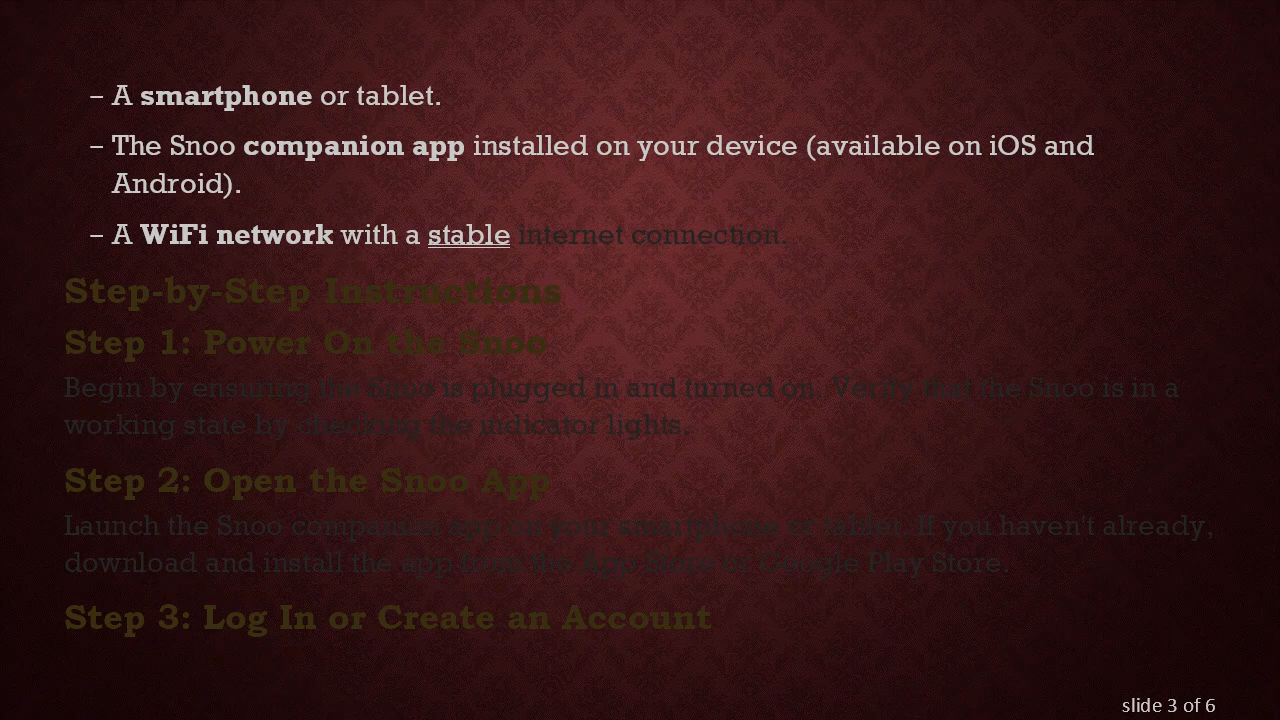 – A smartphone or tablet.
– The Snoo companion app installed on your device (available on iOS and
Android).
– A WiFi network with a stable internet connection.
Step-by-Step Instructions
Step 1: Power On the Snoo
Begin by ensuring the Snoo is plugged in and turned on. Verify that the Snoo is in a
working state by checking the indicator lights.
Step 2: Open the Snoo App
Launch the Snoo companion app on your smartphone or tablet. If you haven't already,
download and install the app from the App Store or Google Play Store.
Step 3: Log In or Create an Account
slide 3 of 6